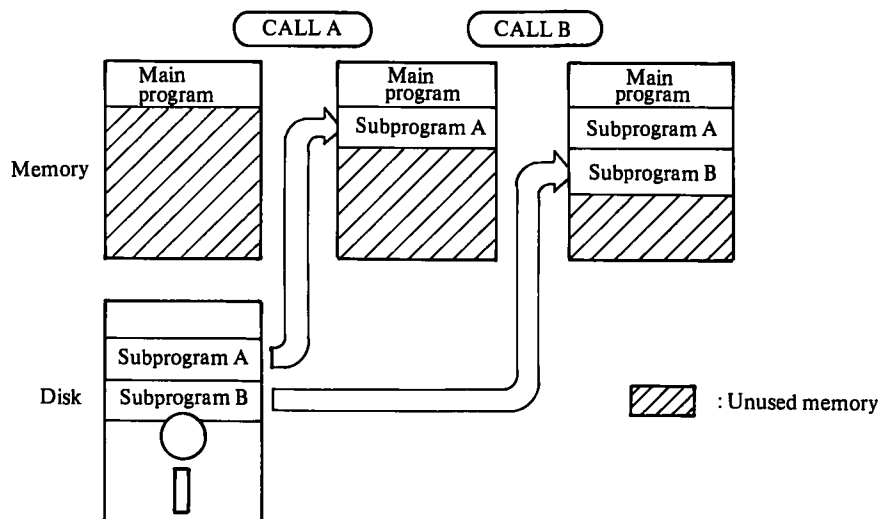 CALL A
CALL B
Main
program
Main
program
Subprogram A
Main
program
Subprogram A
Subprogram B
Memory
Subprogram A
Disk
Subprogram B
: Unused memory